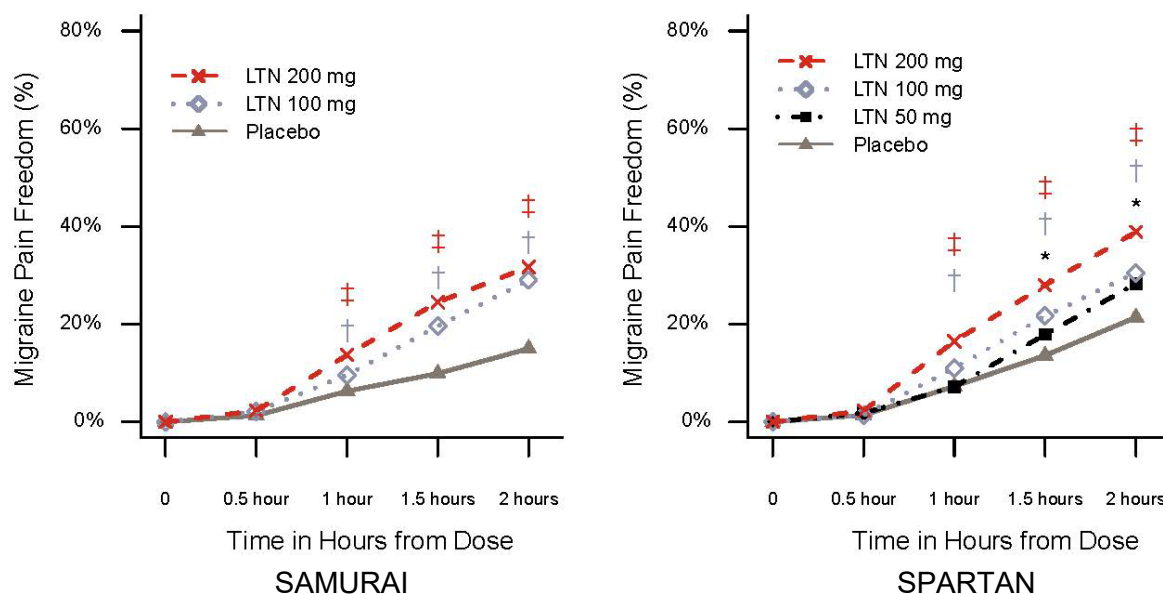 80%
60%
40%
20%
0%
Migraine Pain Freedom (%)
LTN 200 mg
LTN 100 mg
Placebo
‡
†
‡
†
‡
†
0
0.5 hour
1 hour
1.5 hours
2 hours
Time in Hours from Dose
SAMURAI
80%
60%
40%
20%
0%
Migraine Pain Freedom (%)
LTN 200 mg
LTN 100 mg
LTN 50 mg
Placebo
‡
†
‡
†
*
‡
†
*
0
0.5 hour
1 hour
1.5 hours
2 hours
Time in Hours from Dose
SPARTAN